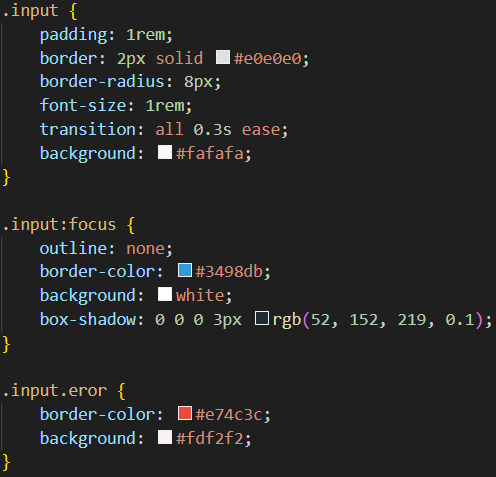 .input {
padding: 1rem;
border: 2px solid #e0e0e0;
border-radius: 8px;
font-size: 1rem;
transition: all 0.3s ease;
background: #fafafa;
}
.input:focus {
outline: none;
border-color: #3498db;
background: white;
box-shadow: 0 0 0 3px rgb(52, 152, 219, 0.1);
}
.input.eror {
border-color: #e74c3c;
background: #fdf2f2;
}